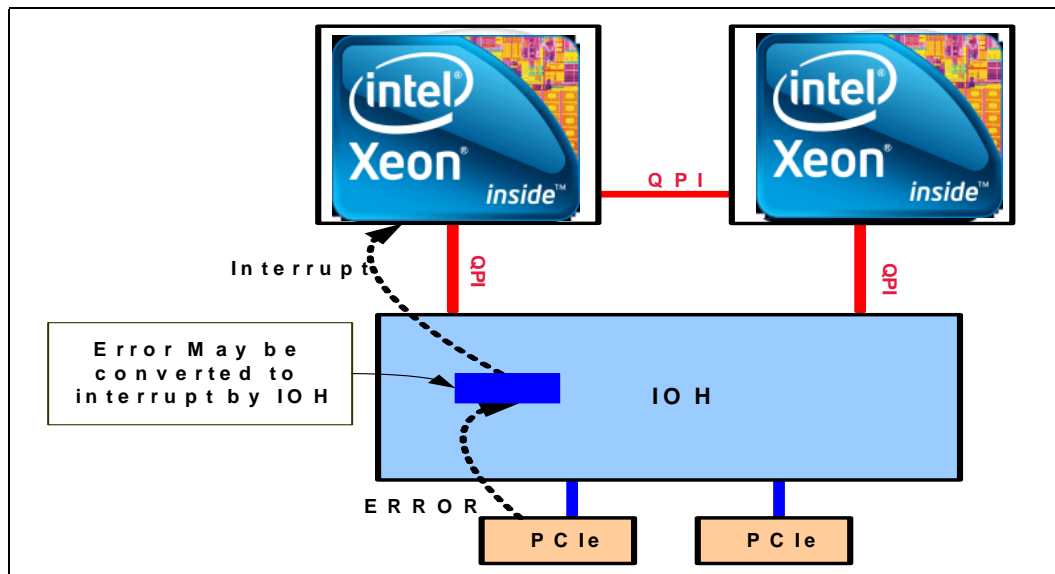 intel®
Xeon®
inside™
intel®
Xeon®
inside™
QPI
Interrupt
QPI
QPI
Error May be
converted to
interrupt by IOH
IOH
ERROR
PCIe
PCIe